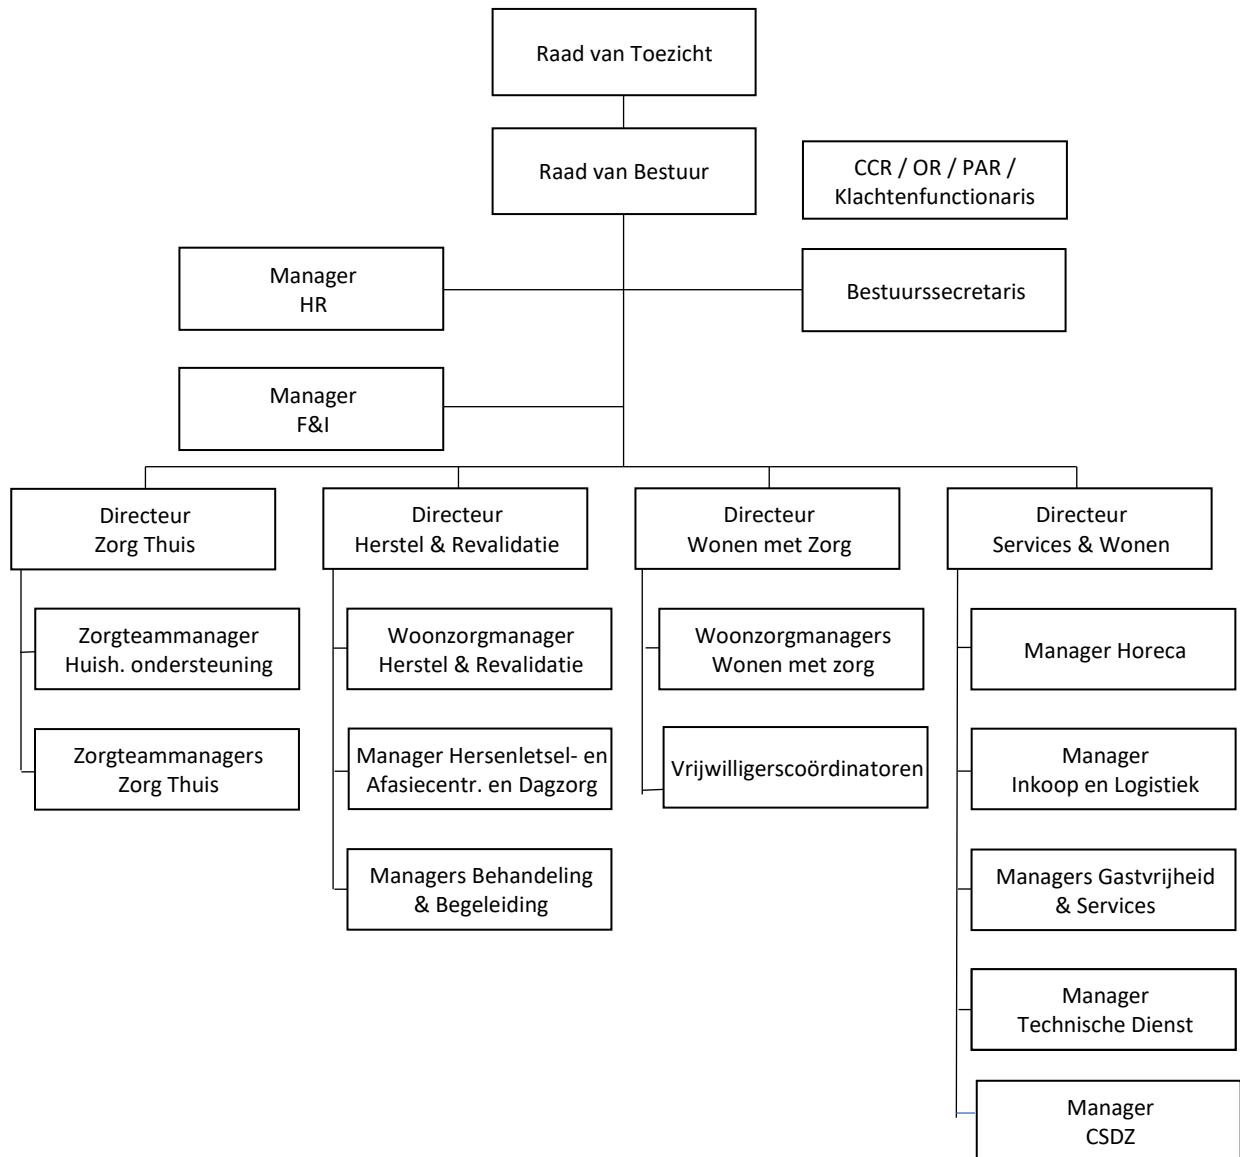 Raad van Toezicht
Raad van Bestuur
CCR / OR / PAR /
Klachtenfunctionaris
Manager
HR
Bestuurssecretaris
Manager
F&I
Directeur
Zorg Thuis
Directeur
Herstel & Revalidatie
Directeur
Wonen met Zorg
Directeur
Services & Wonen
Zorgteammanager
Huish. ondersteuning
Woonzorgmanager
Herstel & Revalidatie
Woonzorgmanagers
Wonen met zorg
Manager Horeca
Zorgteammanagers
Zorg Thuis
Manager Hersenletsel- en
Afasiecentr. en Dagzorg
Vrijwilligerscoördinatoren
Manager
Inkoop en Logistiek
Managers Behandeling
& Begeleiding
Managers Gastvrijheid
& Services
Manager
Technische Dienst
Manager
CSDZ